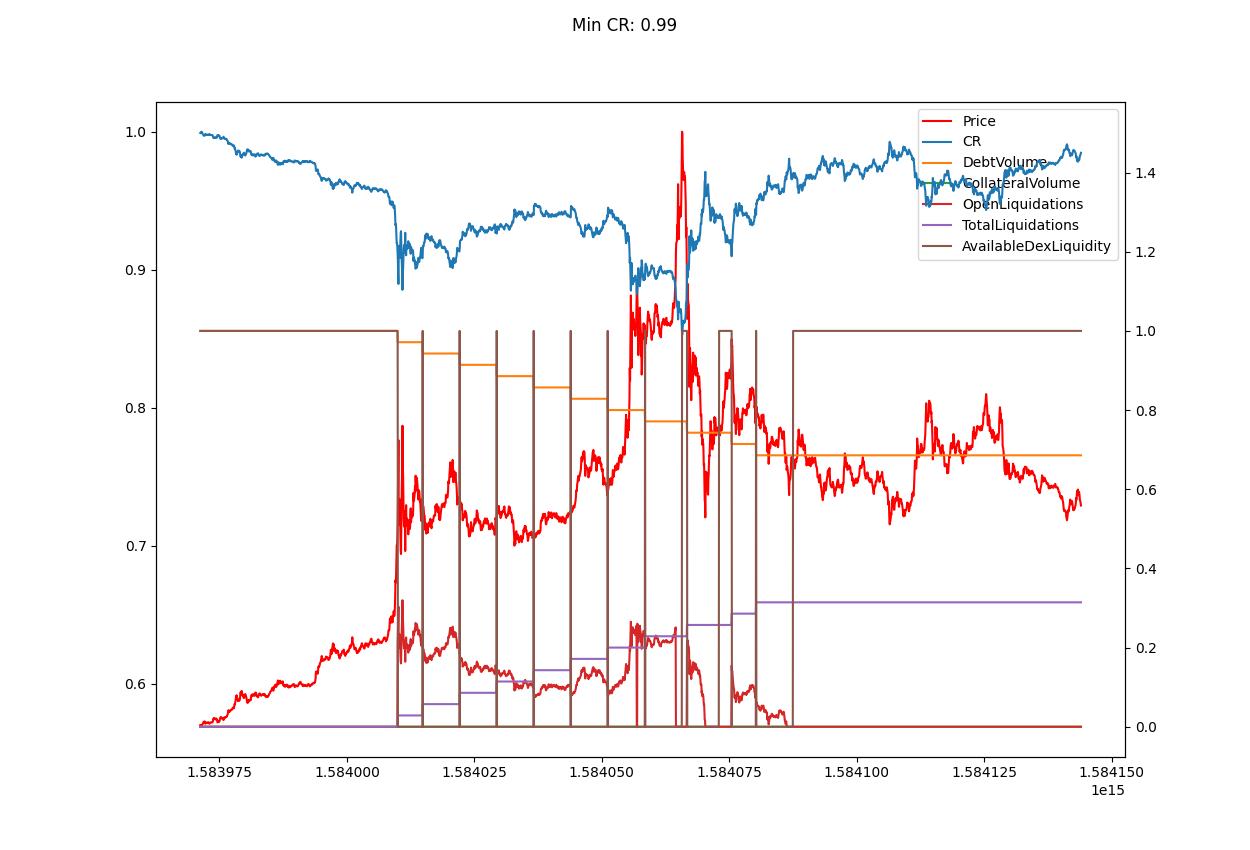 Min CR: 0.99
1.0
0.9
0.8
0.7
0.6
Price
CR
DebtVolume
CollateralVolume
OpenLiquidations
TotalLiquidations
AvailableDexLiquidity
1.4
1.2
1.0
0.8
0.6
0.4
0.2
0.0
1.583975 1.584000 1.584025 1.584050 1.584075 1.584100 1.584125 1.584150
1e15